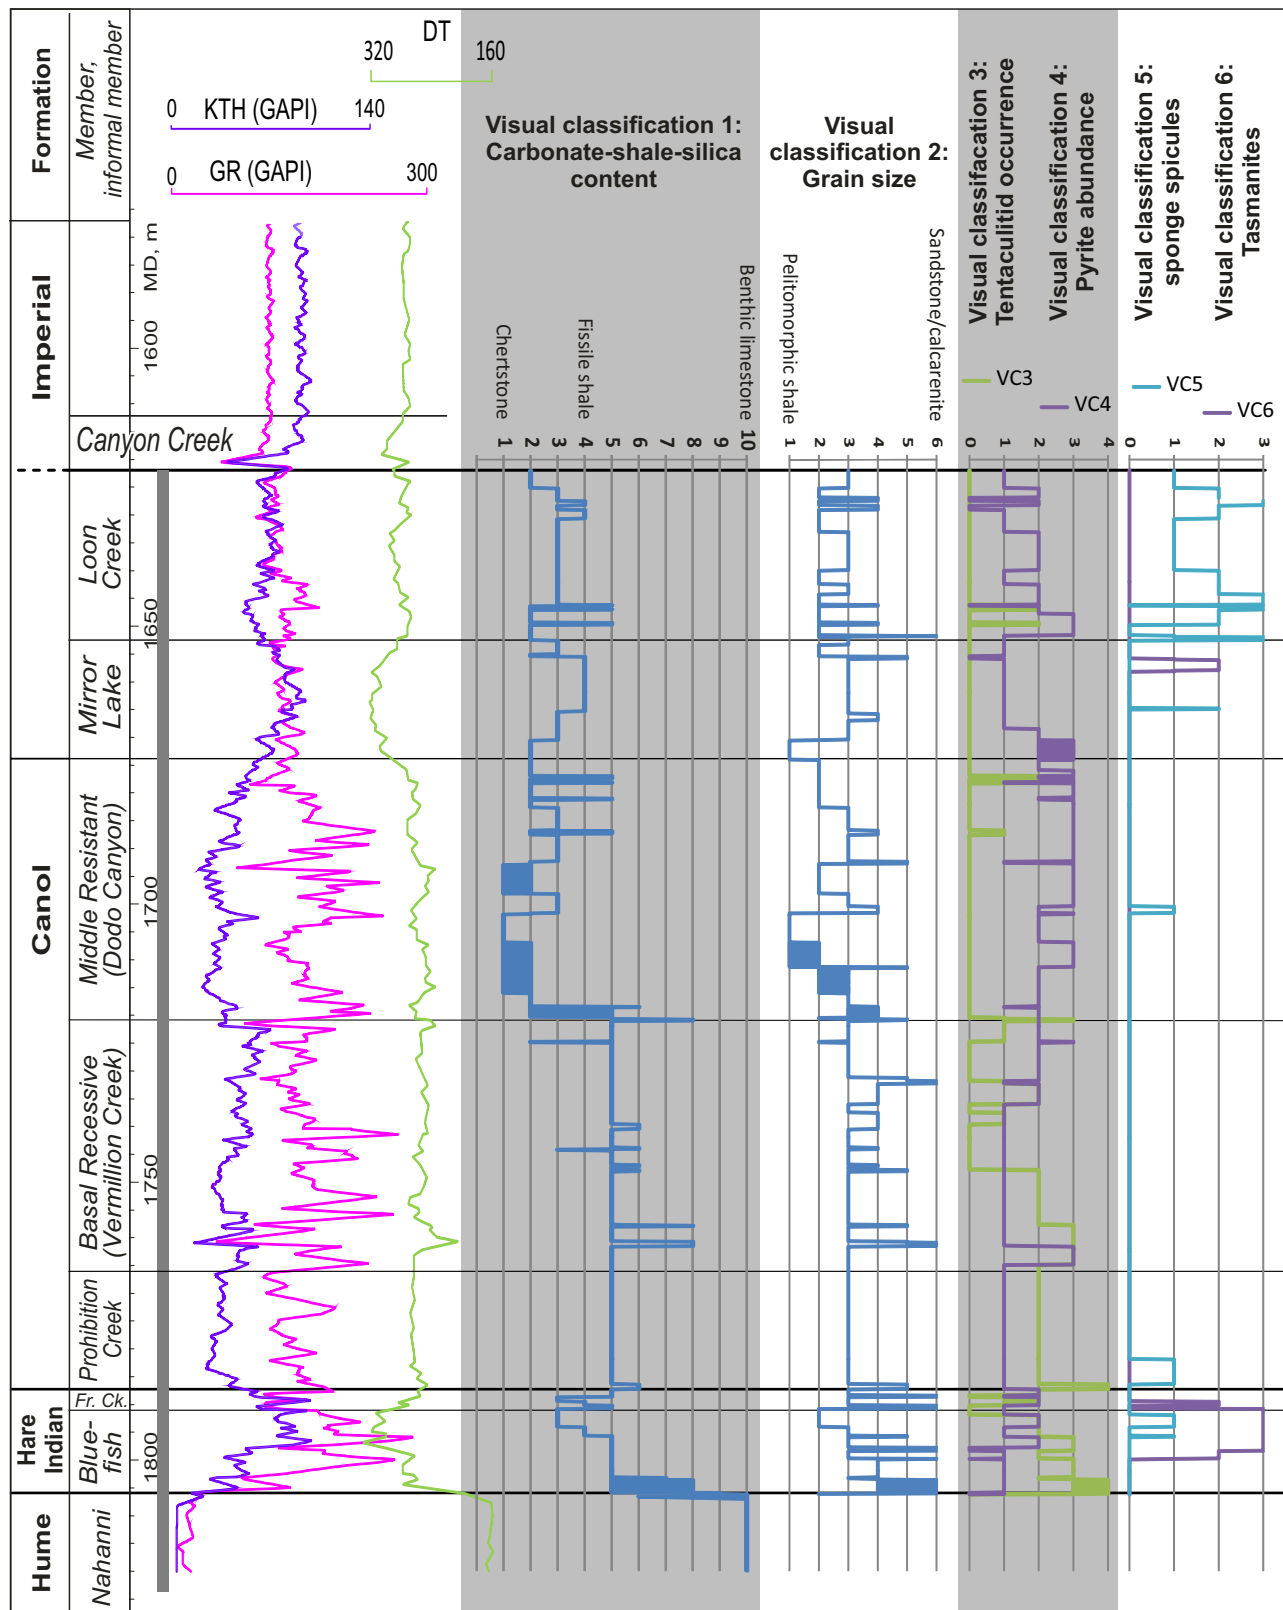 Formation
Member,
informal member
0 KTH (GAPI) 140
0 GR (GAPI) 300
DT
320 160
Visual classification 1:
Carbonate-shale-silica
content
Chertstone
Fissile shale
Benthic limestone
1 2 3 4 5 6 7 8 9 10
Visual
classification 2:
Grain size
Pelitomorphic shale
Sandstone/calcarenite
1 2 3 4 5 6
Visual classifacation 3:
Tentaculitid occurrence
Visual classification 4:
Pyrite abundance
VC3
VC4
0 1 2 3 4
Visual classification 5:
sponge spicules
Visual classification 6:
Tasmanites
VC5
VC6
0 1 2 3
MD, m
1600
1650
1700
1750
1800
Imperial
Canyon Creek
Canol
Loon
Creek
Mirror
Lake
Middle Resistant
(Dodo Canyon)
Basal Recessive
(Vermillion Creek)
Prohibition
Creek
Hare
Indian
Fr. Ck.
Blue-
fish
Hume
Nahanni